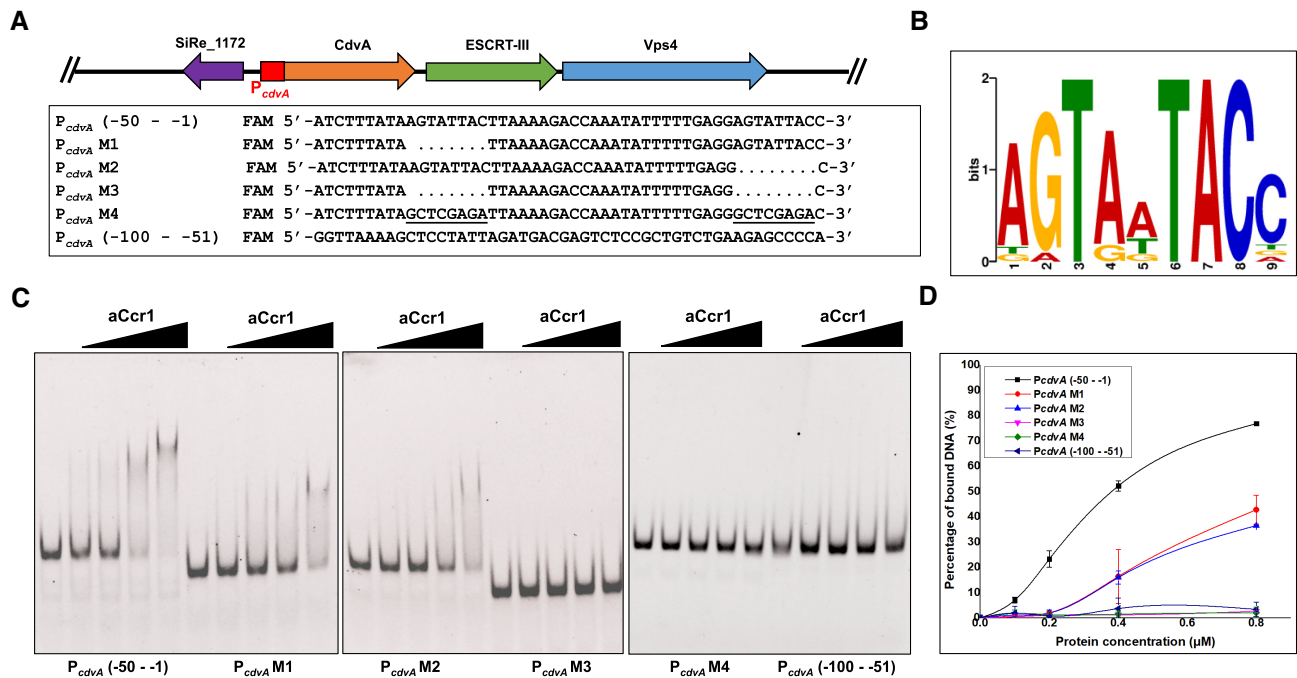 A
SiRe_1172 CdvA ESCRT-III Vps4
PcdvA
PcdvA (-50 - -1) FAM 5’-ATCTTTATAAGTATTACTTAAAAGACCAAATATTTTTGAGGAGTATTACC-3’
PcdvA M1 FAM 5’-ATCTTTATA .......TTAAAAGACCAAATATTTTTGAGGAGTATTACC-3’
PcdvA M2 FAM 5’-ATCTTTATAAGTATTACTTAAAAGACCAAATATTTTTGAGG........C-3’
PcdvA M3 FAM 5’-ATCTTTATA .......TTAAAAGACCAAATATTTTTGAGG........C-3’
PcdvA M4 FAM 5’-ATCTTTATAGCTCGAGATTAAAAGACCAAATATTTTTGAGGGCTCGAGAC-3’
PcdvA (-100 - -51) FAM 5’-GGTTAAAAGCTCCTATTAGATGACGAGTCTCCGCTGTCTGAAGAGCCCCA-3’
B
bits
2
1
0
AGTAATACC
1 2 3 4 5 6 7 8 9
C
aCcr1 aCcr1 aCcr1 aCcr1 aCcr1 aCcr1
PcdvA (-50 - -1) PcdvA M1 PcdvA M2 PcdvA M3 PcdvA M4 PcdvA (-100 - -51)
D
Percentage of bound DNA (%)
100
90
80
70
60
50
40
30
20
10
0
PcdvA (-50 - -1)
PcdvA M1
PcdvA M2
PcdvA M3
PcdvA M4
PcdvA (-100 - -51)
0.0 0.2 0.4 0.6 0.8
Protein concentration (µM)